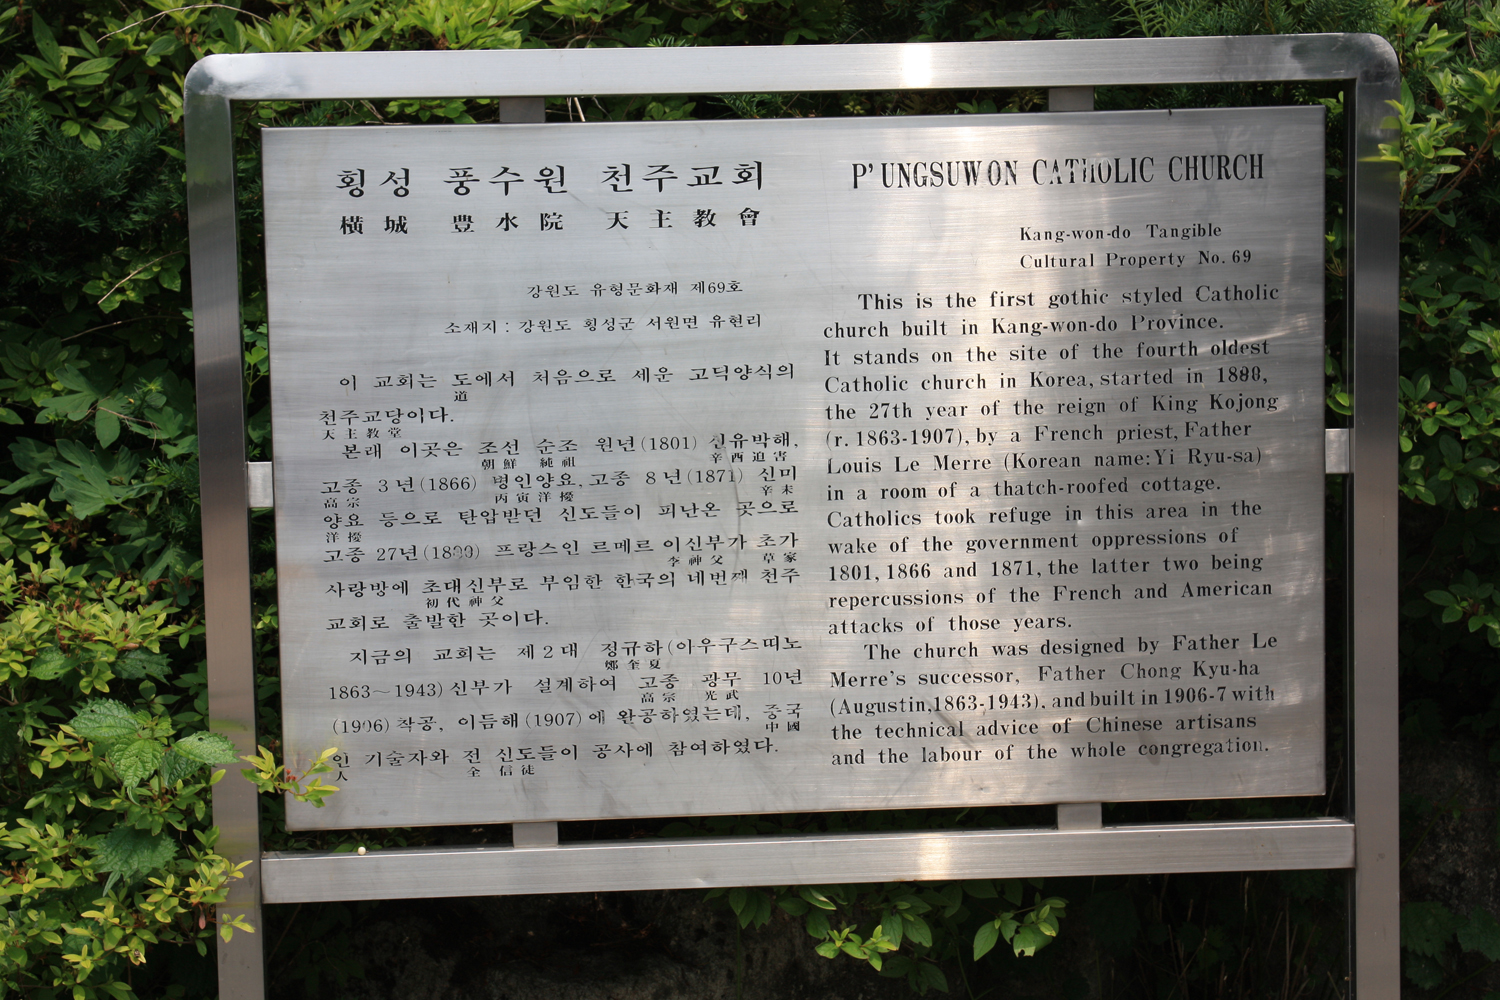 횡성 풍수원 천주교회
橫城 豊水院 天主教會
강원도 유형문화재 제69호
소재지 : 강원도 횡성군 서원면 유현리
이 교회는 도에서 처음으로 세운 고딕양식의
道
천주교당이다.
天主教堂
본래 이곳은 조선 순조 원년(1801) 신유박해,
朝鮮 純祖 辛酉迫害
고종 3년(1866) 병인양요, 고종 8년(1871) 신미
高宗 丙寅洋擾 辛未
양요 등으로 탄압받던 신도들이 피난온 곳으로
洋擾
고종 27년( ) 프랑스인 르메르 이신부가 초가
李神父 草家
사랑방에 초대신부로 부임한 한국의 네번째 천주
初代神父
교회로 출발한 곳이다.
지금의 교회는 제2대 정규하(아우구스띠노
鄭奎夏
1863~1943)신부가 설계하여 고종 광무 10년
高宗 光武
(1906) 착공, 이듬해(1907)에 완공하였는데, 중국
中國
인 기술자와 전 신도들이 공사에 참여하였다.
人 全 信徒
P'UNGSUWON CATHOLIC CHURCH
Kang-won-do Tangible
Cultural Property No. 69
This is the first gothic styled Catholic
church built in Kang-won-do Province.
It stands on the site of the fourth oldest
Catholic church in Korea, started in
the 27th year of the reign of King Kojong
(r. 1863-1907), by a French priest, Father
Louis Le Merre (Korean name: Yi Ryu-sa)
in a room of a thatch-roofed cottage.
Catholics took refuge in this area in the
wake of the government oppressions of
1801, 1866 and 1871, the latter two being
repercussions of the French and American
attacks of those years.
The church was designed by Father Le
Merre's successor, Father Chong Kyu-ha
(Augustin,1863-1943), and built in 1906-7 with
the technical advice of Chinese artisans
and the labour of the whole congregation.